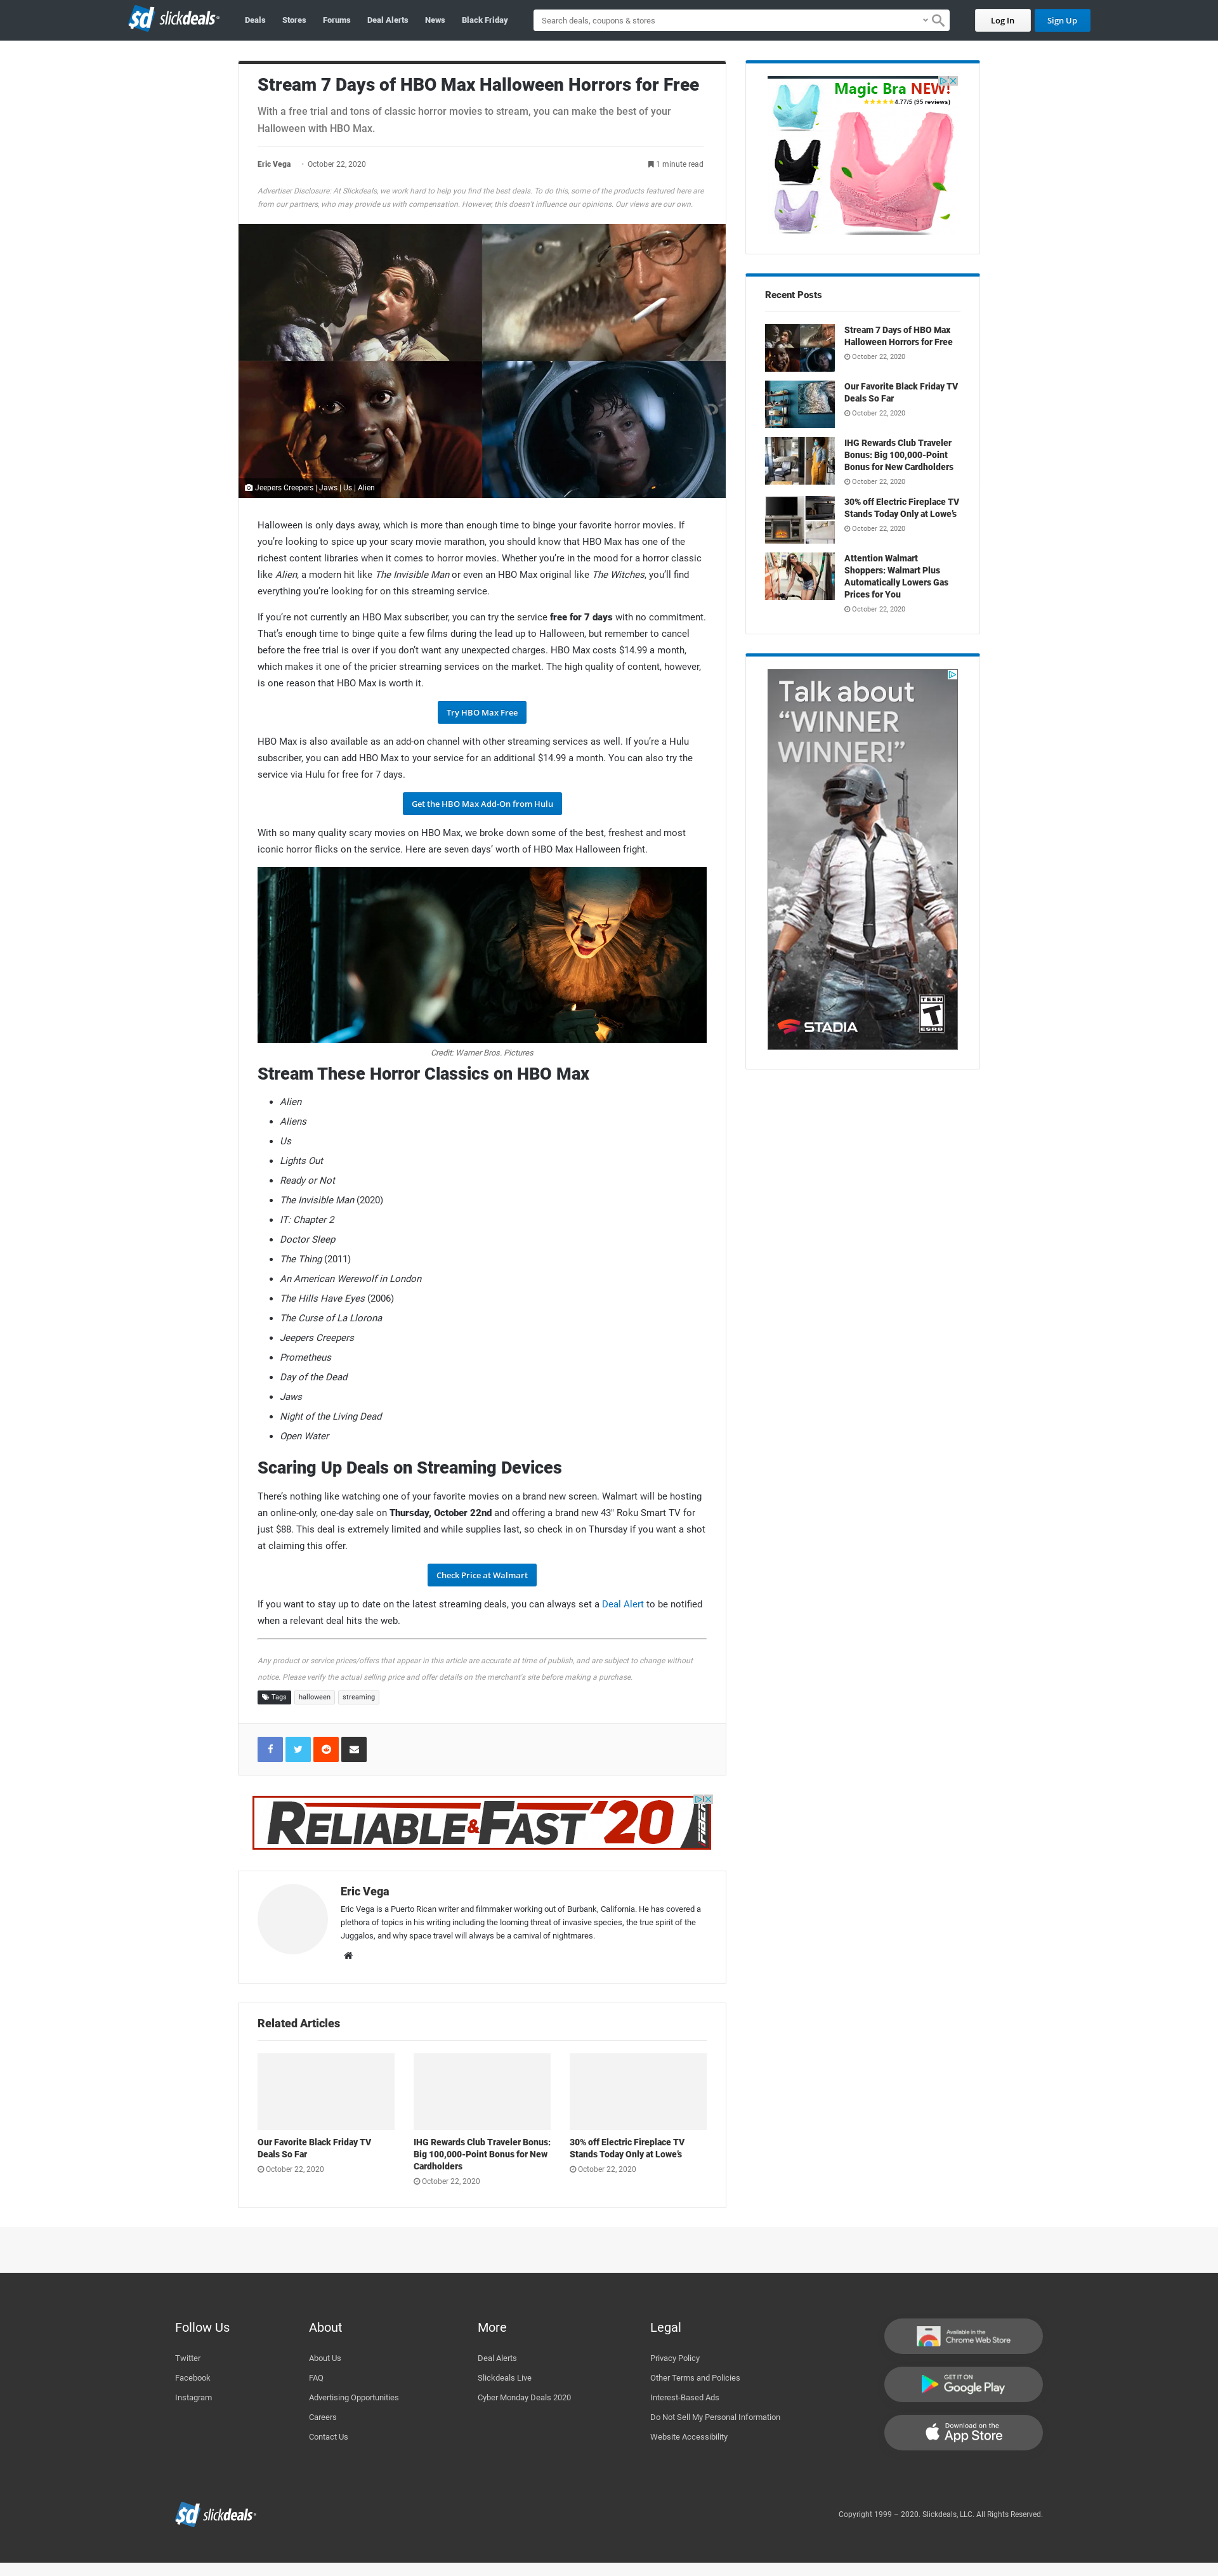 slickdeals
Deals
Stores
Forums
Deal Alerts
News
Black Friday
Search deals, coupons & stores
Log In
Sign Up
Stream 7 Days of HBO Max Halloween Horrors for Free
With a free trial and tons of classic horror movies to stream, you can make the best of your
Halloween with HBO Max.
Eric Vega · October 22, 2020
1 minute read
Advertiser Disclosure: At Slickdeals, we work hard to help you find the best deals. To do this, some of the products featured here are
from our partners, who may provide us with compensation. However, this doesn't influence our opinions. Our views are our own.
Jeepers Creepers | Jaws | Us | Alien
Halloween is only days away, which is more than enough time to binge your favorite horror movies. If
you're looking to spice up your scary movie marathon, you should know that HBO Max has one of the
richest content libraries when it comes to horror movies. Whether you're in the mood for a horror classic
like Alien, a modern hit like The Invisible Man or even an HBO Max original like The Witches, you'll find
everything you're looking for on this streaming service.
If you're not currently an HBO Max subscriber, you can try the service free for 7 days with no commitment.
That's enough time to binge quite a few films during the lead up to Halloween, but remember to cancel
before the free trial is over if you don't want any unexpected charges. HBO Max costs $14.99 a month,
which makes it one of the pricier streaming services on the market. The high quality of content, however,
is one reason that HBO Max is worth it.
Try HBO Max Free
HBO Max is also available as an add-on channel with other streaming services as well. If you're a Hulu
subscriber, you can add HBO Max to your service for an additional $14.99 a month. You can also try the
service via Hulu for free for 7 days.
Get the HBO Max Add-On from Hulu
With so many quality scary movies on HBO Max, we broke down some of the best, freshest and most
iconic horror flicks on the service. Here are seven days' worth of HBO Max Halloween fright.
Credit: Warner Bros. Pictures
Stream These Horror Classics on HBO Max
Alien
Aliens
Us
Lights Out
Ready or Not
The Invisible Man (2020)
IT: Chapter 2
Doctor Sleep
The Thing (2011)
An American Werewolf in London
The Hills Have Eyes (2006)
The Curse of La Llorona
Jeepers Creepers
Prometheus
Day of the Dead
Jaws
Night of the Living Dead
Open Water
Scaring Up Deals on Streaming Devices
There's nothing like watching one of your favorite movies on a brand new screen. Walmart will be hosting
an online-only, one-day sale on Thursday, October 22nd and offering a brand new 43" Roku Smart TV for
just $88. This deal is extremely limited and while supplies last, so check in on Thursday if you want a shot
at claiming this offer.
Check Price at Walmart
If you want to stay up to date on the latest streaming deals, you can always set a Deal Alert to be notified
when a relevant deal hits the web.
Any product or service prices/offers that appear in this article are accurate at time of publish, and are subject to change without
notice. Please verify the actual selling price and offer details on the merchant's site before making a purchase.
Tags
halloween
streaming
RELIABLE & FAST '20
FIBER
Eric Vega
Eric Vega is a Puerto Rican writer and filmmaker working out of Burbank, California. He has covered a
plethora of topics in his writing including the looming threat of invasive species, the true spirit of the
Juggalos, and why space travel will always be a carnival of nightmares.
Related Articles
Our Favorite Black Friday TV
Deals So Far
October 22, 2020
IHG Rewards Club Traveler Bonus:
Big 100,000-Point Bonus for New
Cardholders
October 22, 2020
30% off Electric Fireplace TV
Stands Today Only at Lowe's
October 22, 2020
Magic Bra NEW!
4.77/5 (95 reviews)
Recent Posts
Stream 7 Days of HBO Max
Halloween Horrors for Free
October 22, 2020
Our Favorite Black Friday TV
Deals So Far
October 22, 2020
IHG Rewards Club Traveler
Bonus: Big 100,000-Point
Bonus for New Cardholders
October 22, 2020
30% off Electric Fireplace TV
Stands Today Only at Lowe's
October 22, 2020
Attention Walmart
Shoppers: Walmart Plus
Automatically Lowers Gas
Prices for You
October 22, 2020
Talk about
"WINNER
WINNER!"
STADIA
TEEN
T
ESRB
Follow Us
Twitter
Facebook
Instagram
About
About Us
FAQ
Advertising Opportunities
Careers
Contact Us
More
Deal Alerts
Slickdeals Live
Cyber Monday Deals 2020
Legal
Privacy Policy
Other Terms and Policies
Interest-Based Ads
Do Not Sell My Personal Information
Website Accessibility
Available in the
Chrome Web Store
GET IT ON
Google Play
Download on the
App Store
slickdeals
Copyright 1999 – 2020. Slickdeals, LLC. All Rights Reserved.